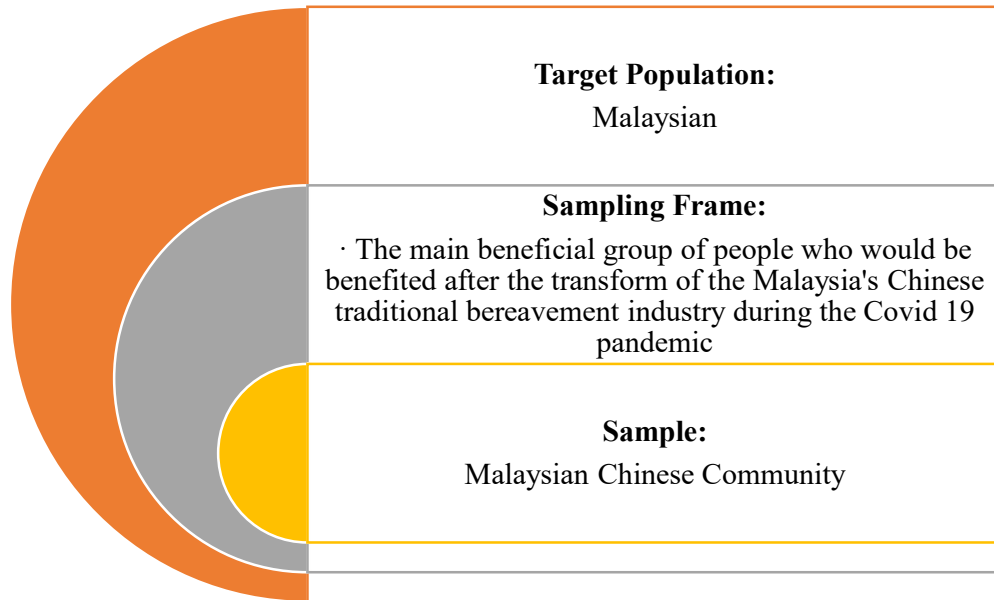 Target Population:
Malaysian
Sampling Frame:
· The main beneficial group of people who would be
benefited after the transform of the Malaysia's Chinese
traditional bereavement industry during the Covid 19
pandemic
Sample:
Malaysian Chinese Community